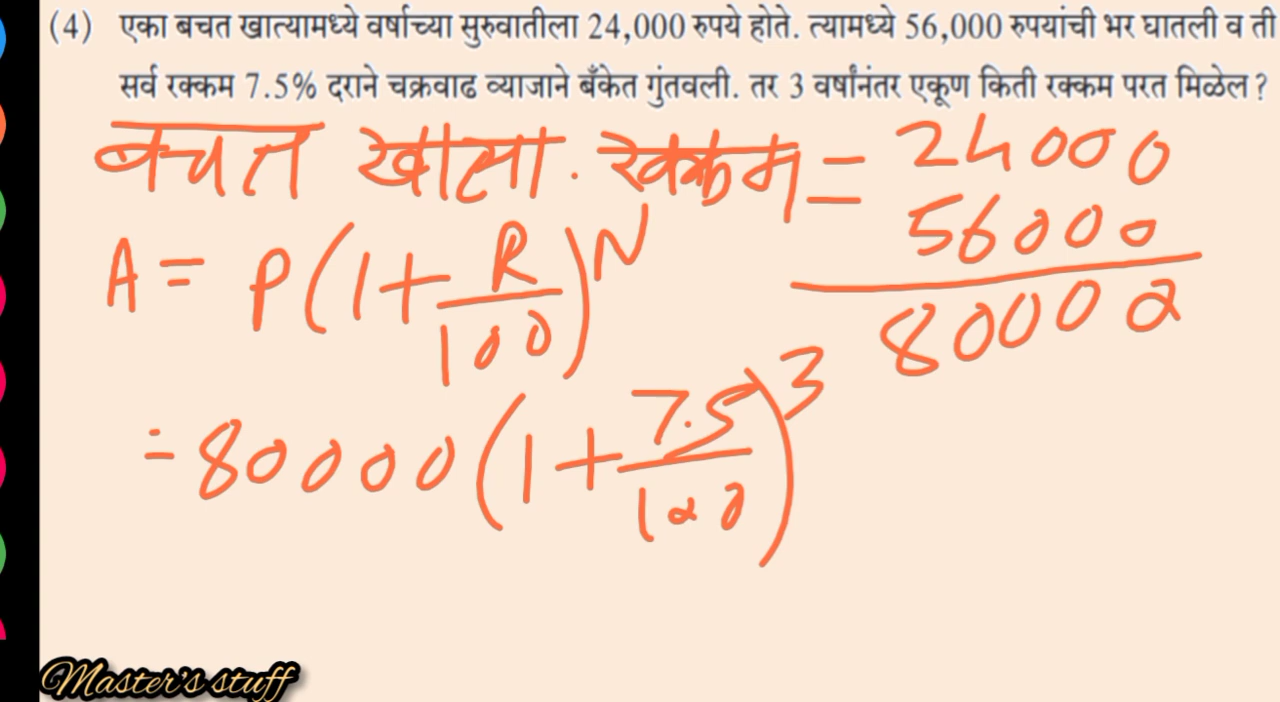 (4) एका बचत खात्यामध्ये वर्षाच्या सुरुवातीला 24,000 रुपये होते. त्यामध्ये 56,000 रुपयांची भर घातली व ती
सर्व रक्कम 7.5% दराने चक्रवाढ व्याजाने बँकेत गुंतवली. तर 3 वर्षांनंतर एकूण किती रक्कम परत मिळेल ?
बचत खात्या. रक्कम = 24000
56000
80000
A = P(1+R/100)^N
= 80000(1+7.5/100)^3
Master's stuff